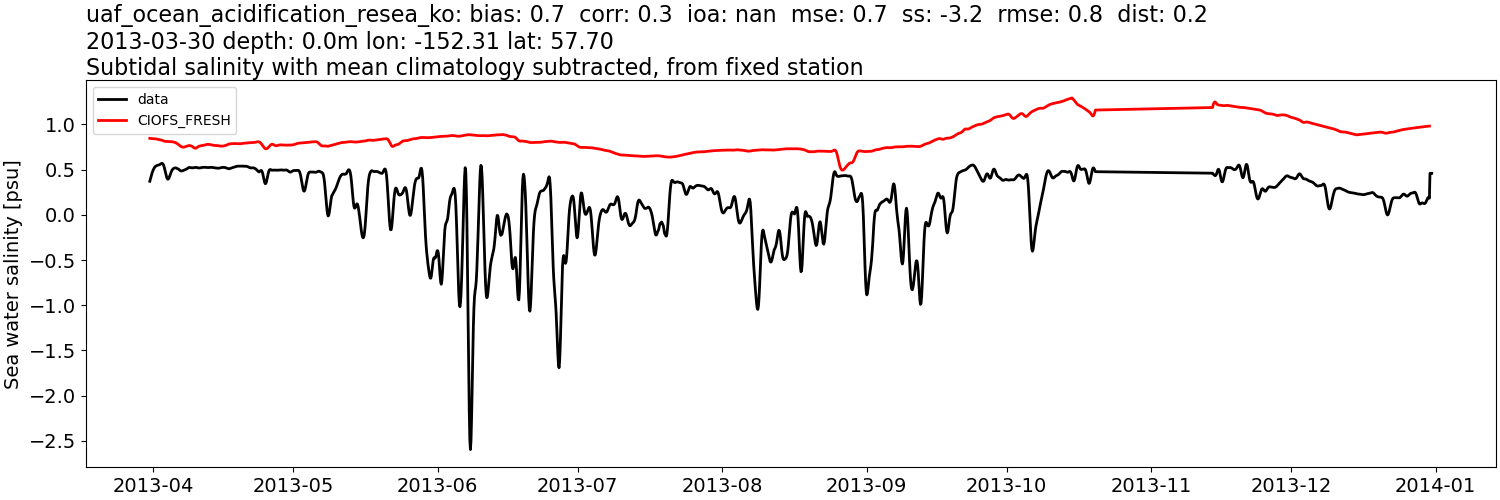 uaf_ocean_acidification_resea_ko: bias: 0.7  corr: 0.3  ioa: nan  mse: 0.7  ss: -3.2  rmse: 0.8  dist: 0.2
2013-03-30 depth: 0.0m lon: -152.31 lat: 57.70
Subtidal salinity with mean climatology subtracted, from fixed station
data
CIOFS_FRESH
Sea water salinity [psu]
1.0
0.5
0.0
−0.5
−1.0
−1.5
−2.0
−2.5
2013-04 2013-05 2013-06 2013-07 2013-08 2013-09 2013-10 2013-11 2013-12 2014-01